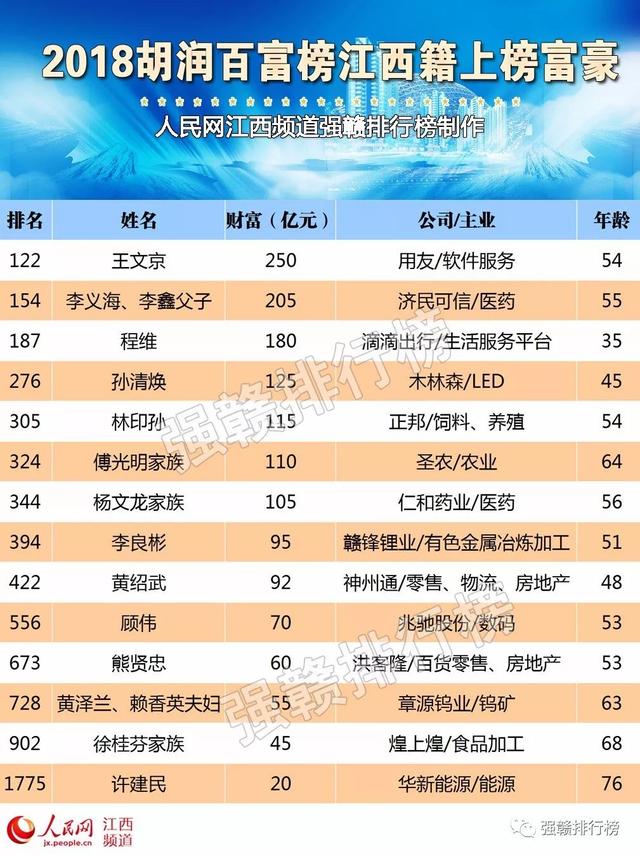 2018胡润百富榜江西籍上榜富豪
人民网江西频道强赣排行榜制作
排名 姓名 财富（亿元） 公司/主业 年龄
122 王文京 250 用友/软件服务 54
154 李义海、李鑫父子 205 济民可信/医药 55
187 程维 180 滴滴出行/生活服务平台 35
276 孙清焕 125 木林森/LED 45
305 林印孙 115 正邦/饲料、养殖 54
324 傅光明家族 110 圣农/农业 64
344 杨文龙家族 105 仁和药业/医药 56
394 李良彬 95 赣锋锂业/有色金属冶炼加工 51
422 黄绍武 92 神州通/零售、物流、房地产 48
556 顾伟 70 兆驰股份/数码 53
673 熊贤忠 60 洪客隆/百货零售、房地产 53
728 黄泽兰、赖香英夫妇 55 章源钨业/钨矿 63
902 徐桂芬家族 45 煌上煌/食品加工 68
1775 许建民 20 华新能源/能源 76
强赣排行榜
强赣排行榜
人民网 江西
jx.people.cn 频道
强赣排行榜